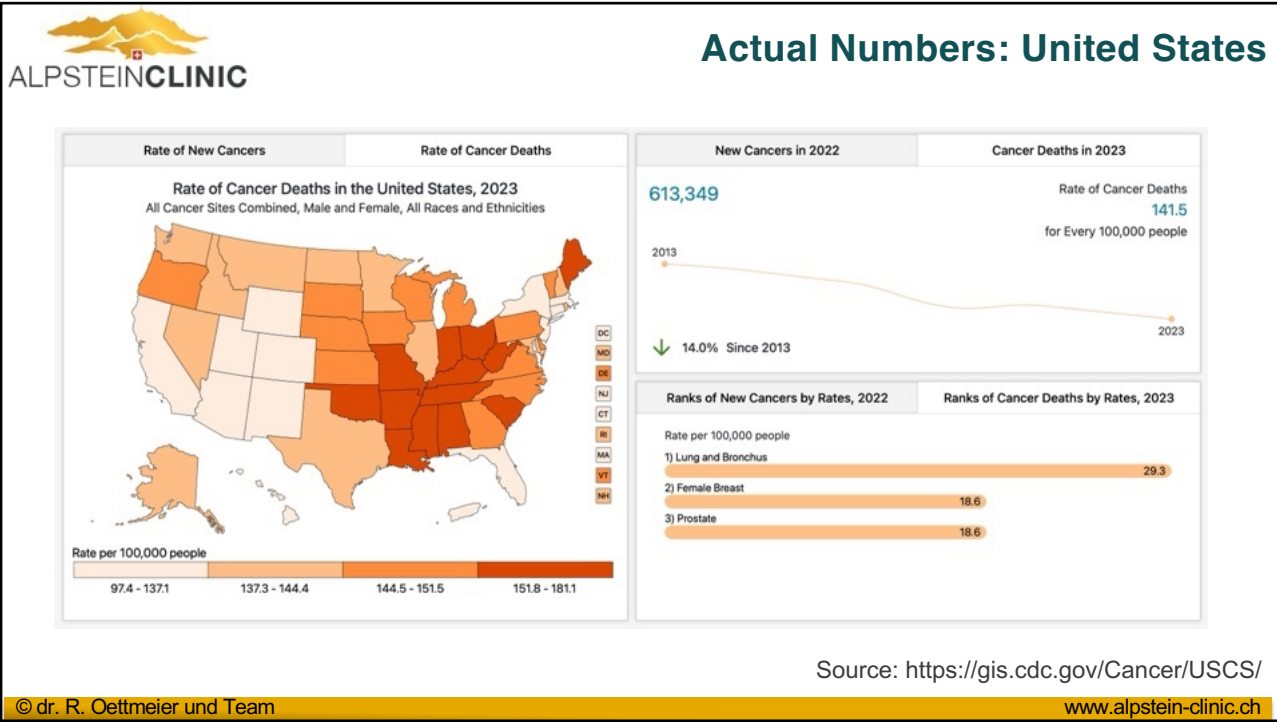 ALPSTEINCLINIC
Actual Numbers: United States
Rate of New Cancers
Rate of Cancer Deaths
Rate of Cancer Deaths in the United States, 2023
All Cancer Sites Combined, Male and Female, All Races and Ethnicities
DC
MD
DE
NJ
CT
RI
MA
VT
NH
Rate per 100,000 people
97.4 - 137.1
137.3 - 144.4
144.5 - 151.5
151.8 - 181.1
New Cancers in 2022
Cancer Deaths in 2023
613,349
Rate of Cancer Deaths
141.5
for Every 100,000 people
2013
2023
14.0% Since 2013
Ranks of New Cancers by Rates, 2022
Ranks of Cancer Deaths by Rates, 2023
Rate per 100,000 people
1) Lung and Bronchus
29.3
2) Female Breast
18.6
3) Prostate
18.6
Source: https://gis.cdc.gov/Cancer/USCS/
© dr. R. Oettmeier und Team
www.alpstein-clinic.ch